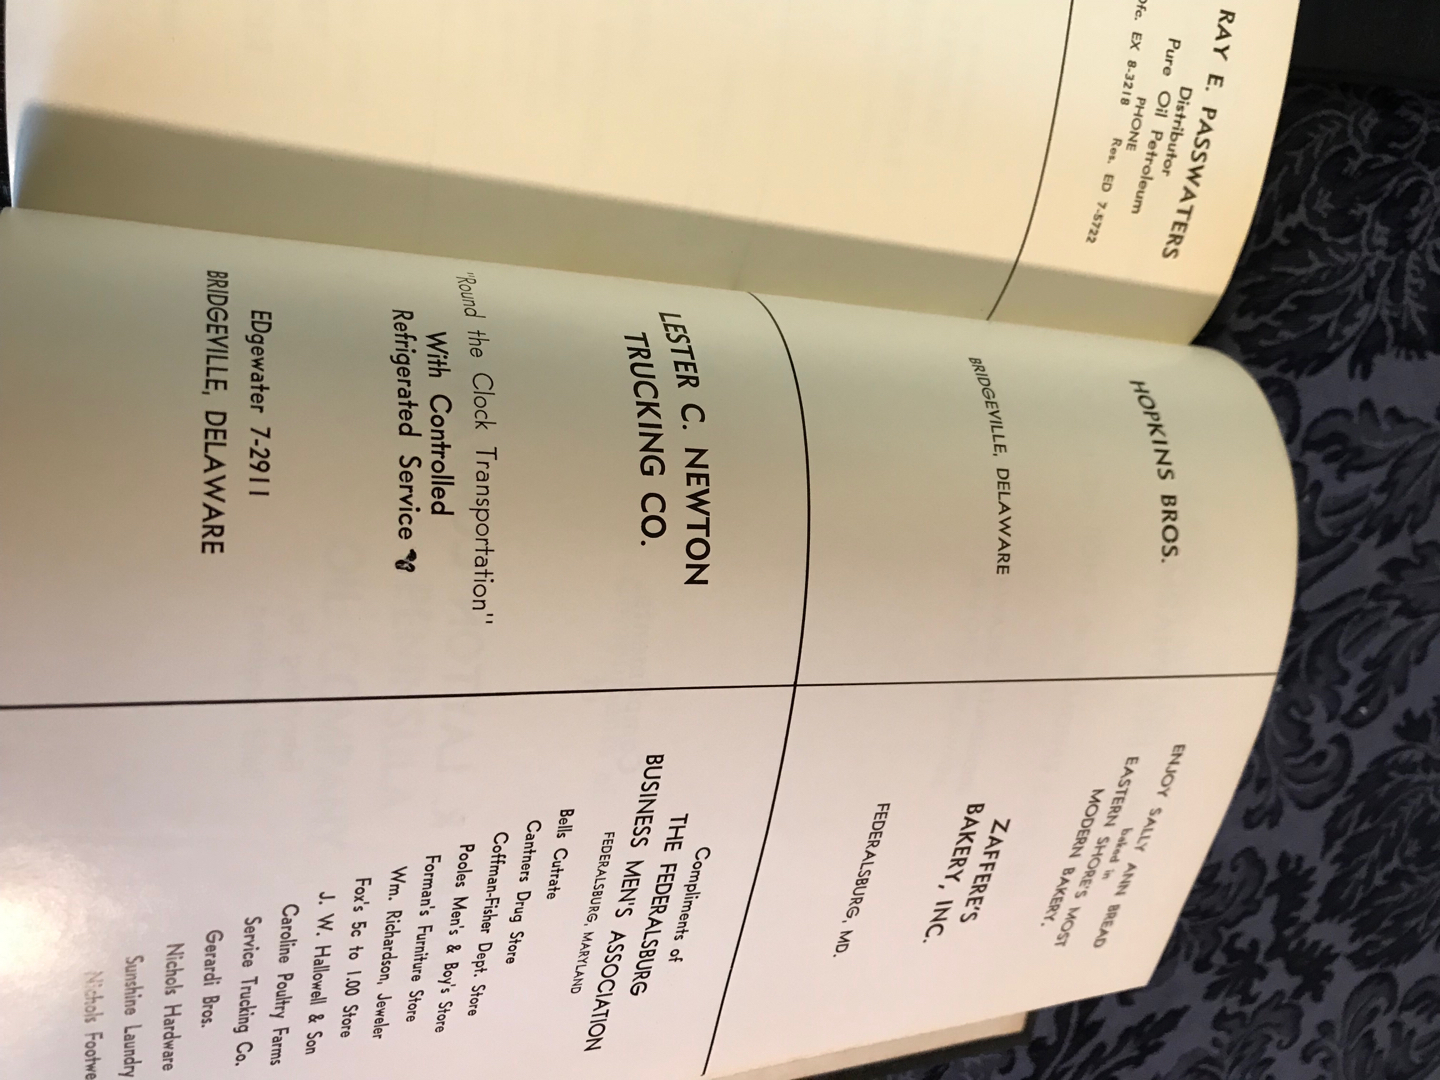 RAY E. PASSWATERS
Distributor
Pure Oil Petroleum
PHONE
Ofc. EX 8-3218 Res. ED 7-5722
HOPKINS BROS.
BRIDGEVILLE, DELAWARE
LESTER C. NEWTON
TRUCKING CO.
"Round the Clock Transportation"
With Controlled
Refrigerated Service
EDgewater 7-2911
BRIDGEVILLE, DELAWARE
ENJOY SALLY ANN BREAD
baked in
EASTERN SHORE'S MOST
MODERN BAKERY.
ZAFFERE'S
BAKERY, INC.
FEDERALSBURG, MD.
Compliments of
THE FEDERALSBURG
BUSINESS MEN'S ASSOCIATION
FEDERALSBURG, MARYLAND
Bells Cutrate
Cantners Drug Store
Coffman-Fisher Dept. Store
Pooles Men's & Boy's Store
Forman's Furniture Store
Wm. Richardson, Jeweler
Fox's 5c to 1.00 Store
J. W. Hallowell & Son
Caroline Poultry Farms
Service Trucking Co.
Gerardi Bros.
Nichols Hardware
Sunshine Laundry
Nichols Footwe